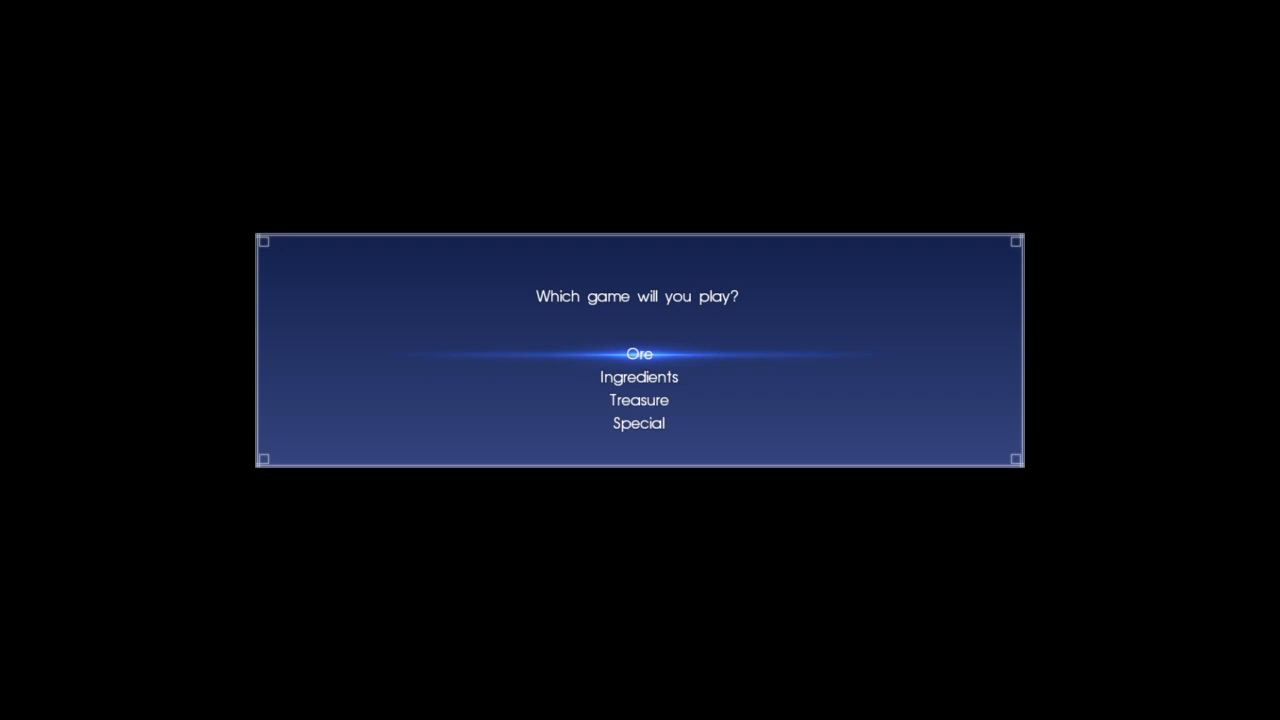 Which game will you play?
Ore
Ingredients
Treasure
Special